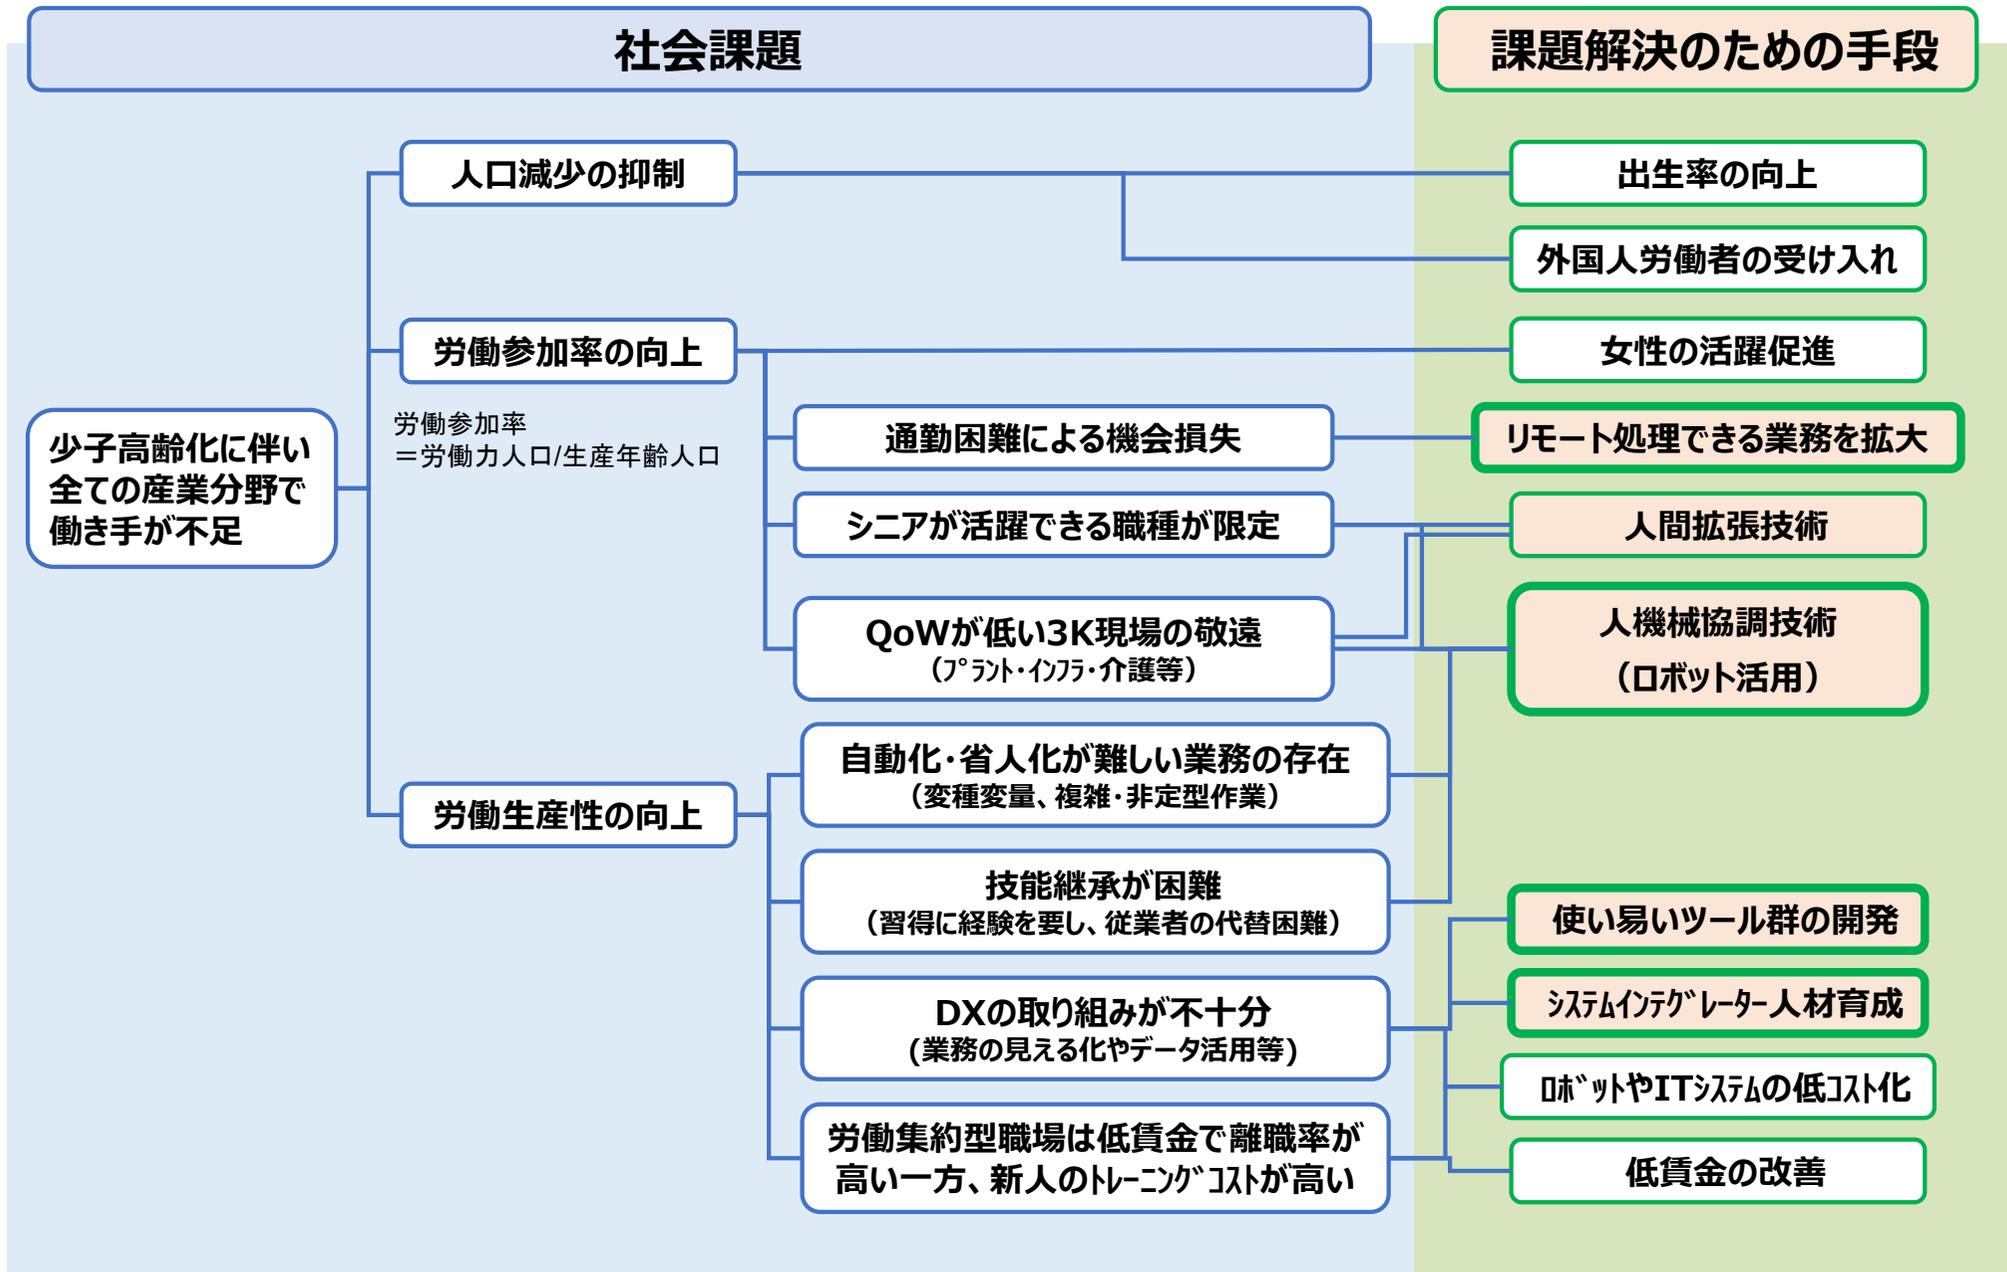 社会課題
課題解決のための手段
人口減少の抑制
出生率の向上
外国人労働者の受け入れ
労働参加率の向上
女性の活躍促進
労働参加率
＝労働力人口/生産年齢人口
少子高齢化に伴い
全ての産業分野で
働き手が不足
通勤困難による機会損失
リモート処理できる業務を拡大
シニアが活躍できる職種が限定
人間拡張技術
QoWが低い3K現場の敬遠
（ﾌﾟﾗﾝﾄ・ｲﾝﾌﾗ・介護等）
人機械協調技術
（ロボット活用）
自動化・省人化が難しい業務の存在
（変種変量、複雑・非定型作業）
労働生産性の向上
技能継承が困難
（習得に経験を要し、従業者の代替困難）
使い易いツール群の開発
DXの取り組みが不十分
(業務の見える化やデータ活用等)
ｼｽﾃﾑｲﾝﾃｸﾞﾚｰﾀｰ人材育成
ﾛﾎﾞｯﾄやITｼｽﾃﾑの低ｺｽﾄ化
労働集約型職場は低賃金で離職率が
高い一方、新人のﾄﾚｰﾆﾝｸﾞｺｽﾄが高い
低賃金の改善